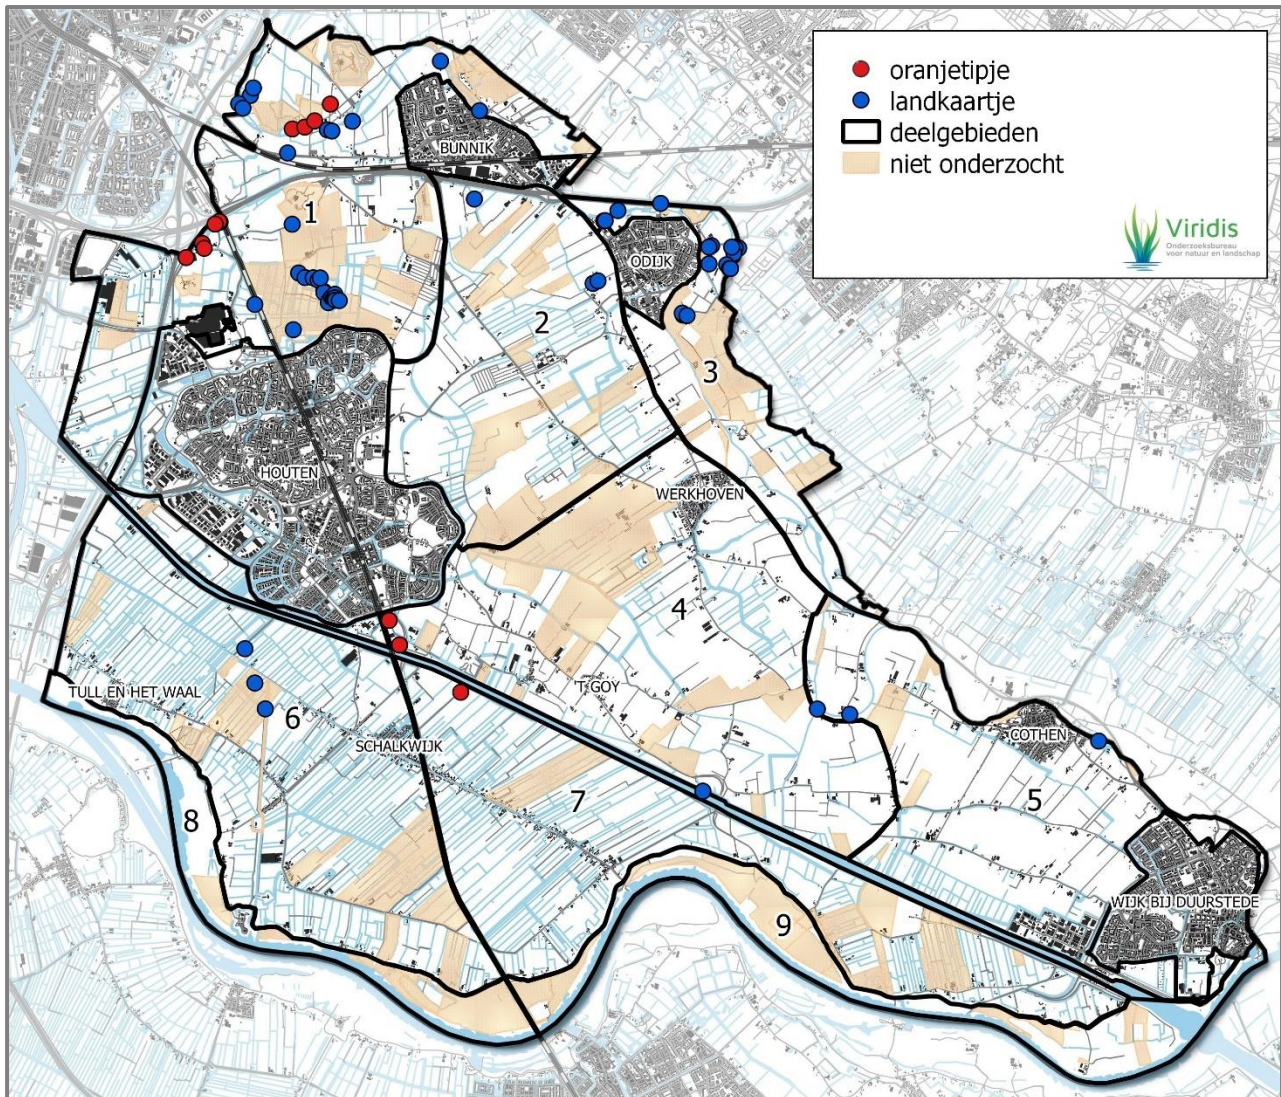 oranjetipje
landkaartje
deelgebieden
niet onderzocht
Viridis
Onderzoeksbureau
voor natuur en landschap
BUNNIK
1
ODIJK
2
3
HOUTEN
WERKHOVEN
4
TULL EN HET WAAL
'T GOY
6
SCHALKWIJK
COTHEN
7
5
8
WIJK BIJ DUURSTEDE
9